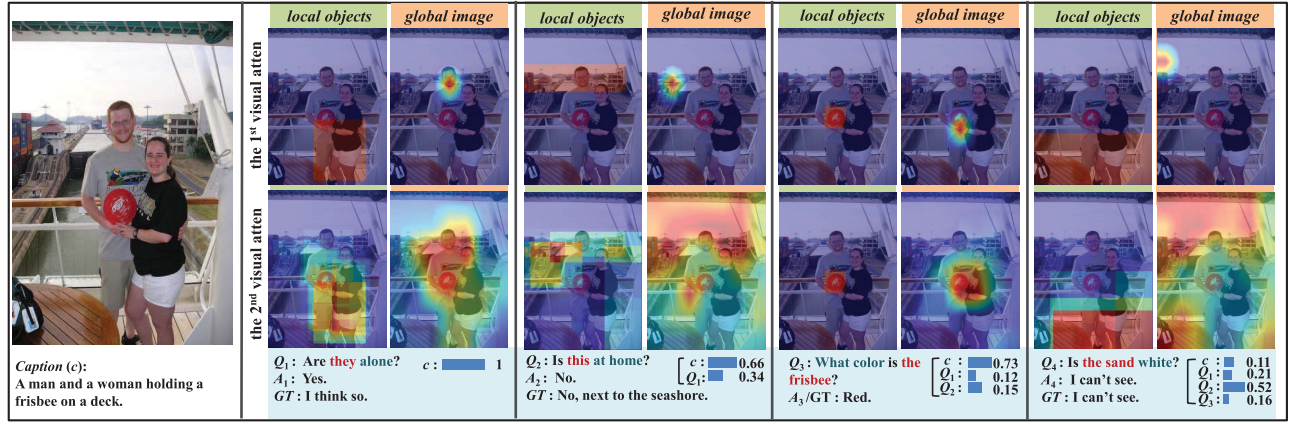 local objects global image local objects global image local objects global image local objects global image
the 1st visual atten
the 2nd visual atten
Caption (c):
A man and a woman holding a
frisbee on a deck.
Q1: Are they alone?
A1: Yes.
GT: I think so.
c: 1
Q2: Is this at home?
A2: No.
GT: No, next to the seashore.
c: 0.66
Q1: 0.34
Q3: What color is the
frisbee?
A3/GT: Red.
c: 0.73
Q1: 0.12
Q2: 0.15
Q4: Is the sand white?
A4: I can't see.
GT: I can't see.
c: 0.11
Q1: 0.21
Q2: 0.52
Q3: 0.16